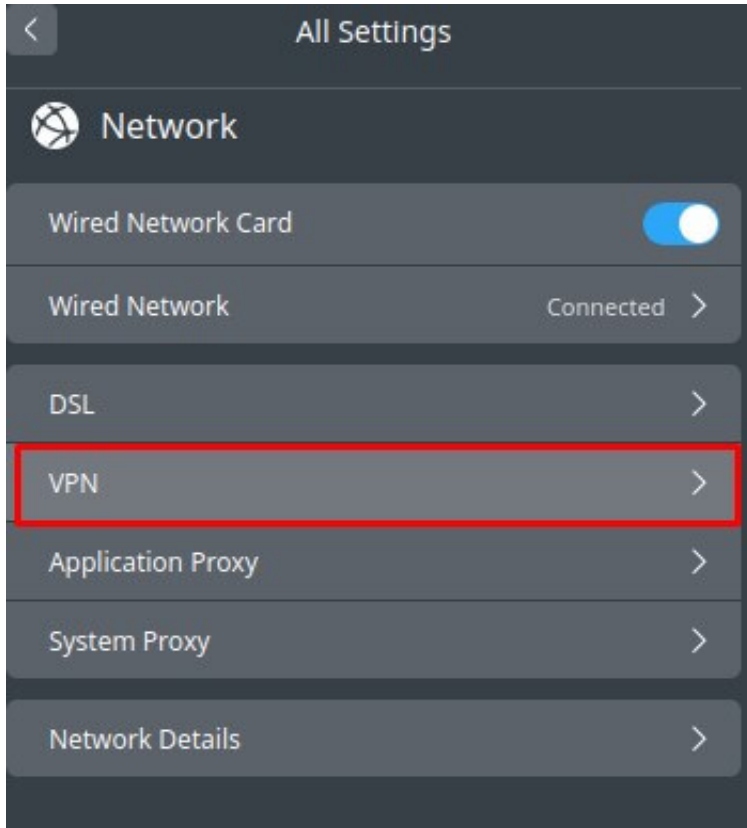 All Settings
Network
Wired Network Card
Wired Network Connected
DSL
VPN
Application Proxy
System Proxy
Network Details